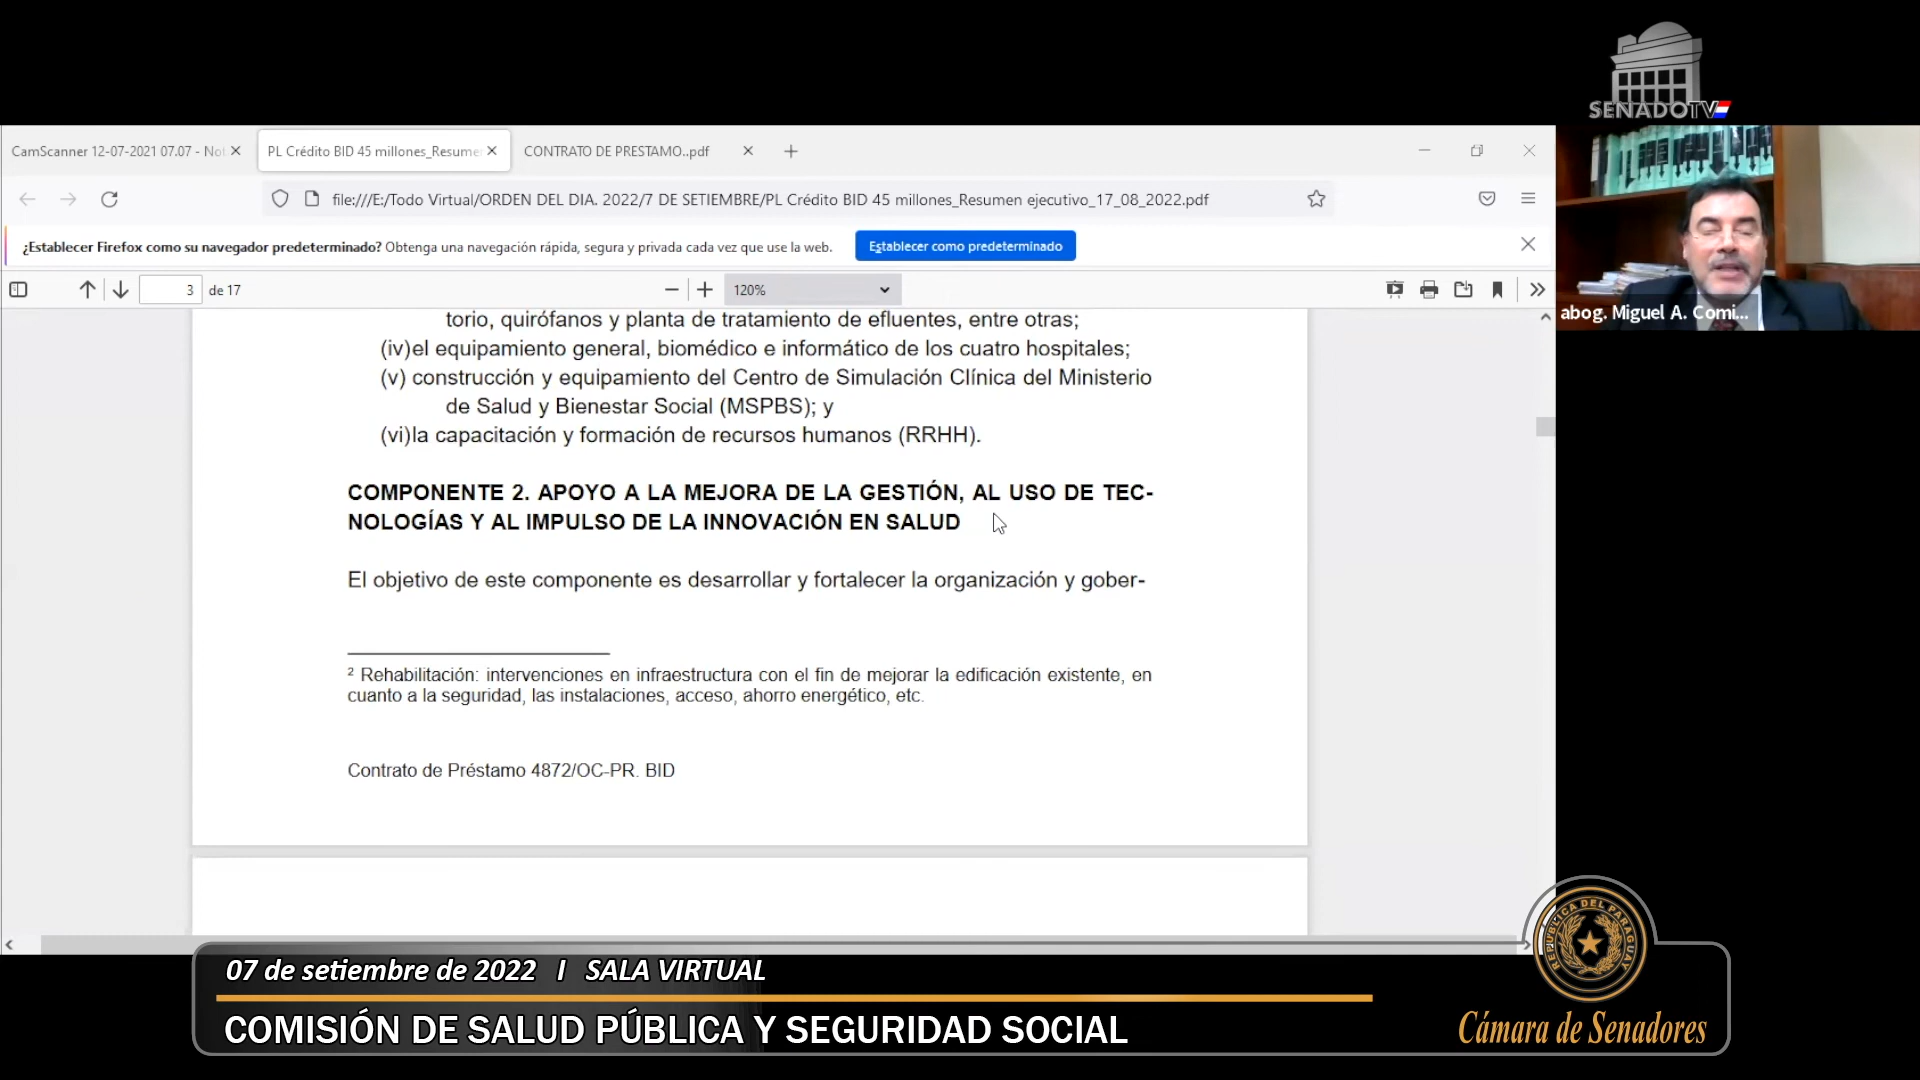 SENADOTV
CamScanner 12-07-2021 07.07 - Not
PL Crédito BID 45 millones_Resume
CONTRATO DE PRESTAMO..pdf
file:///E:/Todo Virtual/ORDEN DEL DIA. 2022/7 DE SETIEMBRE/PL Crédito BID 45 millones_Resumen ejecutivo_17_08_2022.pdf
¿Establecer Firefox como su navegador predeterminado? Obtenga una navegación rápida, segura y privada cada vez que use la web.
Establecer como predeterminado
3 de 17
120%
abog. Miguel A. Comi...
torio, quirófanos y planta de tratamiento de efluentes, entre otras;
(iv)el equipamiento general, biomédico e informático de los cuatro hospitales;
(v) construcción y equipamiento del Centro de Simulación Clínica del Ministerio
de Salud y Bienestar Social (MSPBS); y
(vi)la capacitación y formación de recursos humanos (RRHH).
COMPONENTE 2. APOYO A LA MEJORA DE LA GESTIÓN, AL USO DE TEC-
NOLOGÍAS Y AL IMPULSO DE LA INNOVACIÓN EN SALUD
El objetivo de este componente es desarrollar y fortalecer la organización y gober-
² Rehabilitación: intervenciones en infraestructura con el fin de mejorar la edificación existente, en
cuanto a la seguridad, las instalaciones, acceso, ahorro energético, etc.
Contrato de Préstamo 4872/OC-PR. BID
07 de setiembre de 2022 I SALA VIRTUAL
COMISIÓN DE SALUD PÚBLICA Y SEGURIDAD SOCIAL
REPUBLICA DEL PARAGUAY
Cámara de Senadores